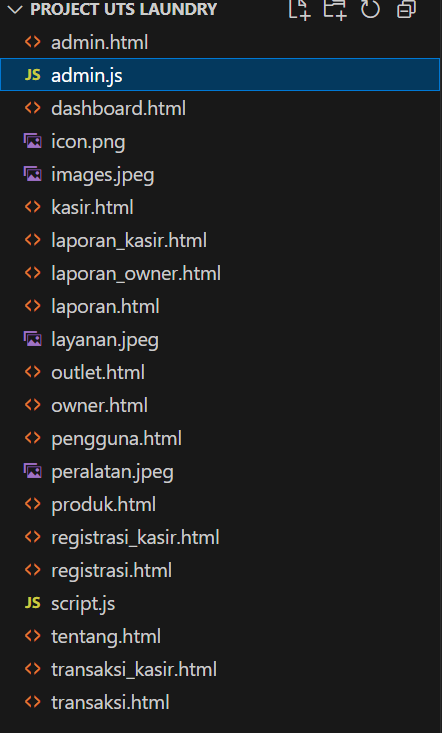 PROJECT UTS LAUNDRY
admin.html
JS admin.js
dashboard.html
icon.png
images.jpeg
kasir.html
laporan_kasir.html
laporan_owner.html
laporan.html
layanan.jpeg
outlet.html
owner.html
pengguna.html
peralatan.jpeg
produk.html
registrasi_kasir.html
registrasi.html
JS script.js
tentang.html
transaksi_kasir.html
transaksi.html